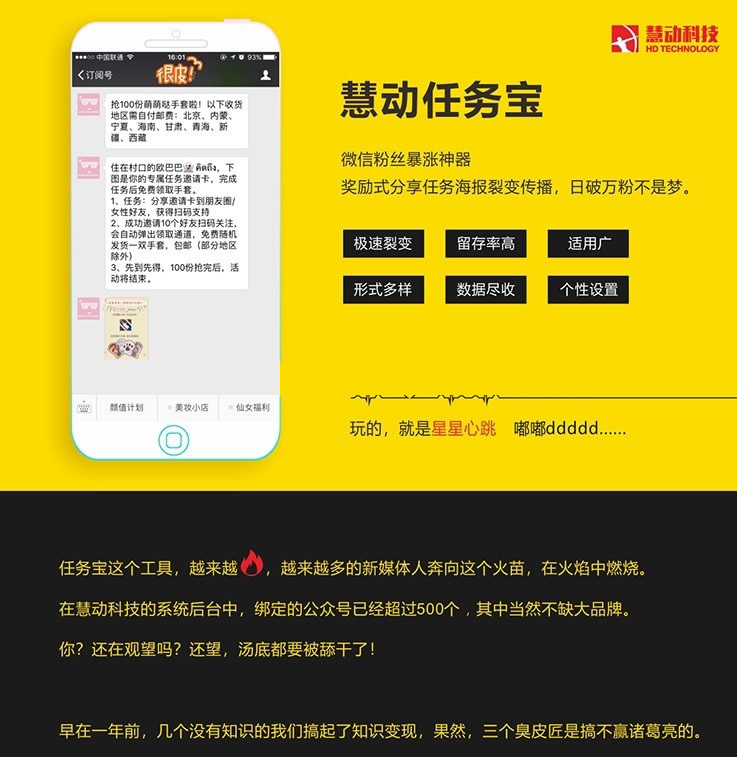 慧动科技
HD TECHNOLOGY
中国联通
16:01
93%
订阅号
很皮!
抢100份萌萌哒手套啦！以下收货
地区需自付邮费：北京、内蒙、
宁夏、海南、甘肃、青海、新
疆、西藏
住在村口的欧巴巴 คิดถึง，下
图是你的专属任务邀请卡，完成
任务后免费领取手套。
1、任务：分享邀请卡到朋友圈/
女性好友，获得扫码支持
2、成功邀请10个好友扫码关注，
会自动弹出领取通道，免费随机
发货一双手套，包邮（部分地区
除外）
3、先到先得，100份抢完后，活
动将结束。
颜值计划
美妆小店
仙女福利
慧动任务宝
微信粉丝暴涨神器
奖励式分享任务海报裂变传播，日破万粉不是梦。
极速裂变
留存率高
适用广
形式多样
数据尽收
个性设置
玩的，就是星星心跳 嘟嘟ddddd......
任务宝这个工具，越来越🔥，越来越多的新媒体人奔向这个火苗，在火焰中燃烧。
在慧动科技的系统后台中，绑定的公众号已经超过500个，其中当然不缺大品牌。
你？还在观望吗？还望，汤底都要被舔干了！
早在一年前，几个没有知识的我们搞起了知识变现，果然，三个臭皮匠是搞不赢诸葛亮的。